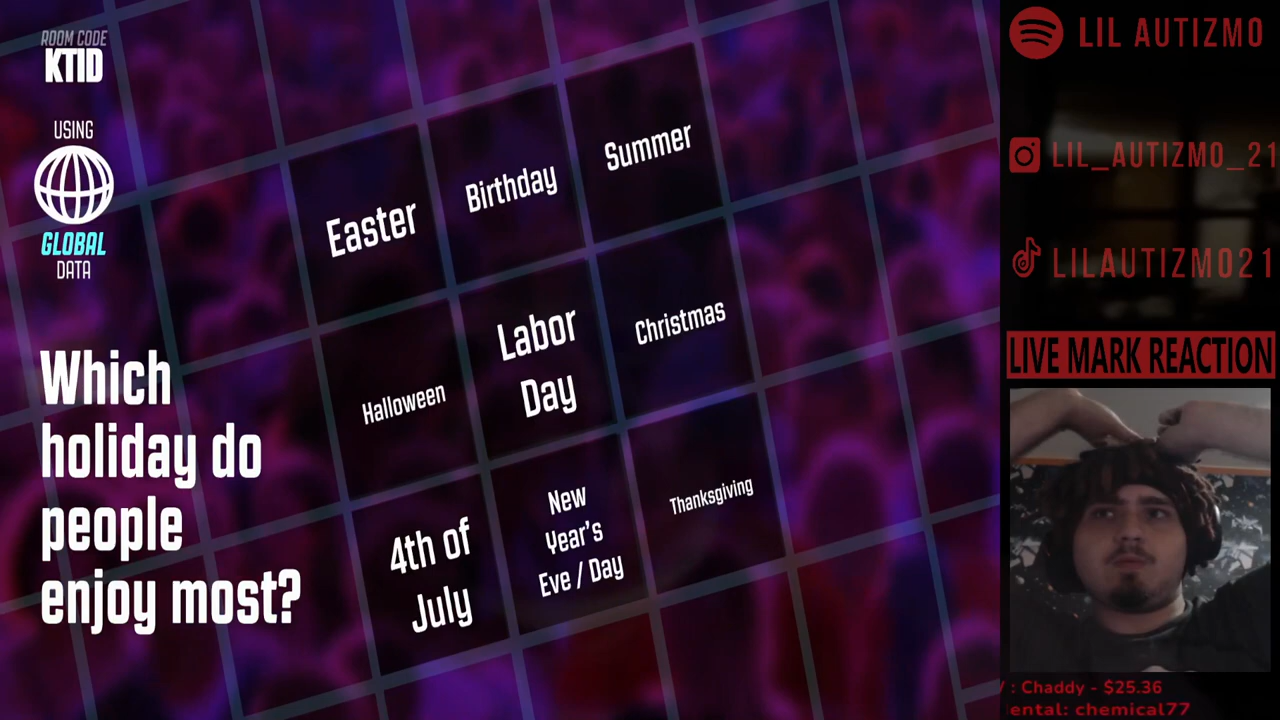 ROOM CODE
KTID
USING
GLOBAL
DATA
Which
holiday do
people
enjoy most?
Easter
Birthday
Summer
Halloween
Labor
Day
Christmas
4th of
July
New
Year's
Eve / Day
Thanksgiving
LIL AUTIZMO
LIL_AUTIZMO_21
LILAUTIZMO21
LIVE MARK REACTION
: Chaddy - $25.36
ental: chemical77